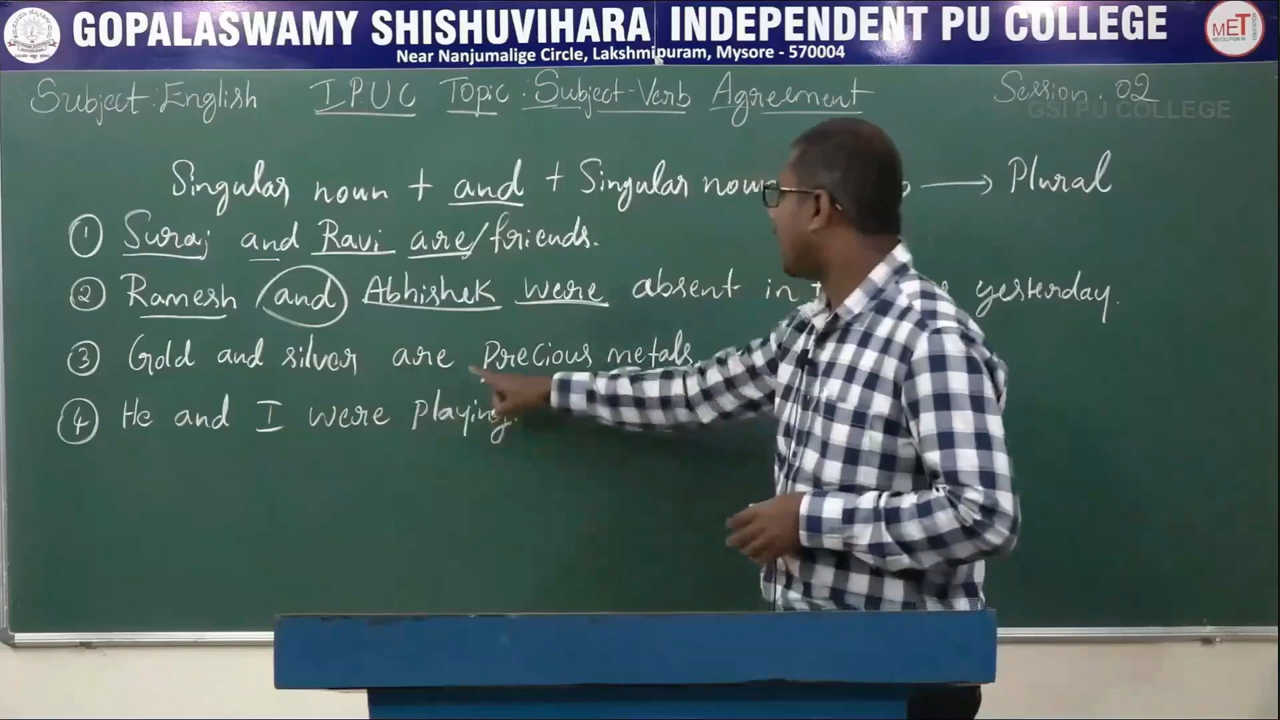 GOPALASWAMY SHISHUVIHARA INDEPENDENT PU COLLEGE
Near Nanjumalige Circle, Lakshmipuram, Mysore - 570004
MET
Subject: English I PUC Topic: Subject-Verb Agreement Session. 02
GSI PU COLLEGE
Singular noun + and + Singular noun → Plural
① Suraj and Ravi are/friends.
② Ramesh and Abhishek were absent in yesterday.
③ Gold and silver are precious metals.
④ He and I were playing.